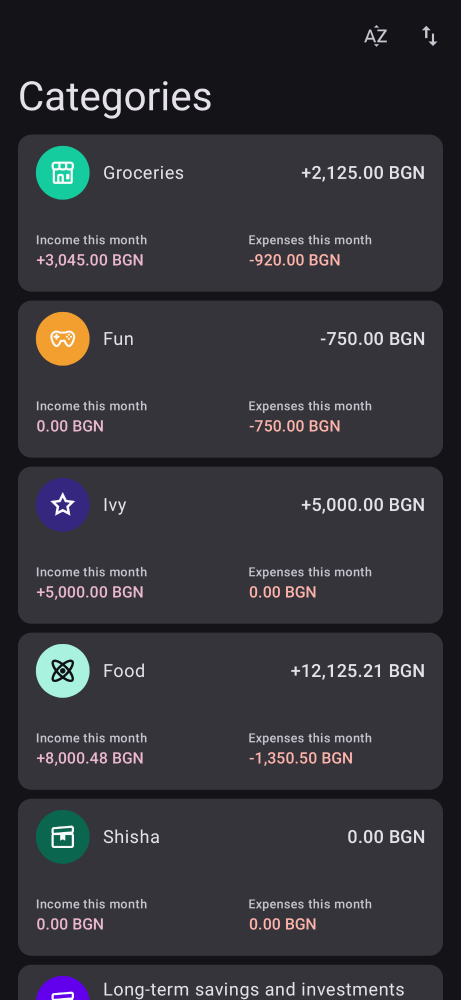 AZ
Categories
Groceries
+2,125.00 BGN
Income this month
Expenses this month
+3,045.00 BGN
-920.00 BGN
Fun
-750.00 BGN
Income this month
Expenses this month
0.00 BGN
-750.00 BGN
Ivy
+5,000.00 BGN
Income this month
Expenses this month
+5,000.00 BGN
0.00 BGN
Food
+12,125.21 BGN
Income this month
Expenses this month
+8,000.48 BGN
-1,350.50 BGN
Shisha
0.00 BGN
Income this month
Expenses this month
0.00 BGN
0.00 BGN
Long-term savings and investments